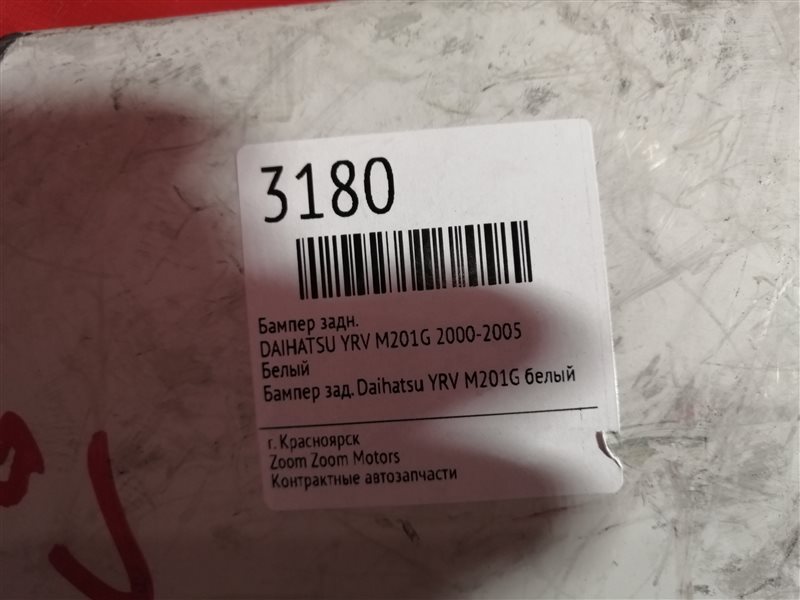 3180
Бампер задн.
DAIHATSU YRV M201G 2000-2005
Белый
Бампер зад. Daihatsu YRV M201G белый
г. Красноярск
Zoom Zoom Motors
Контрактные автозапчасти